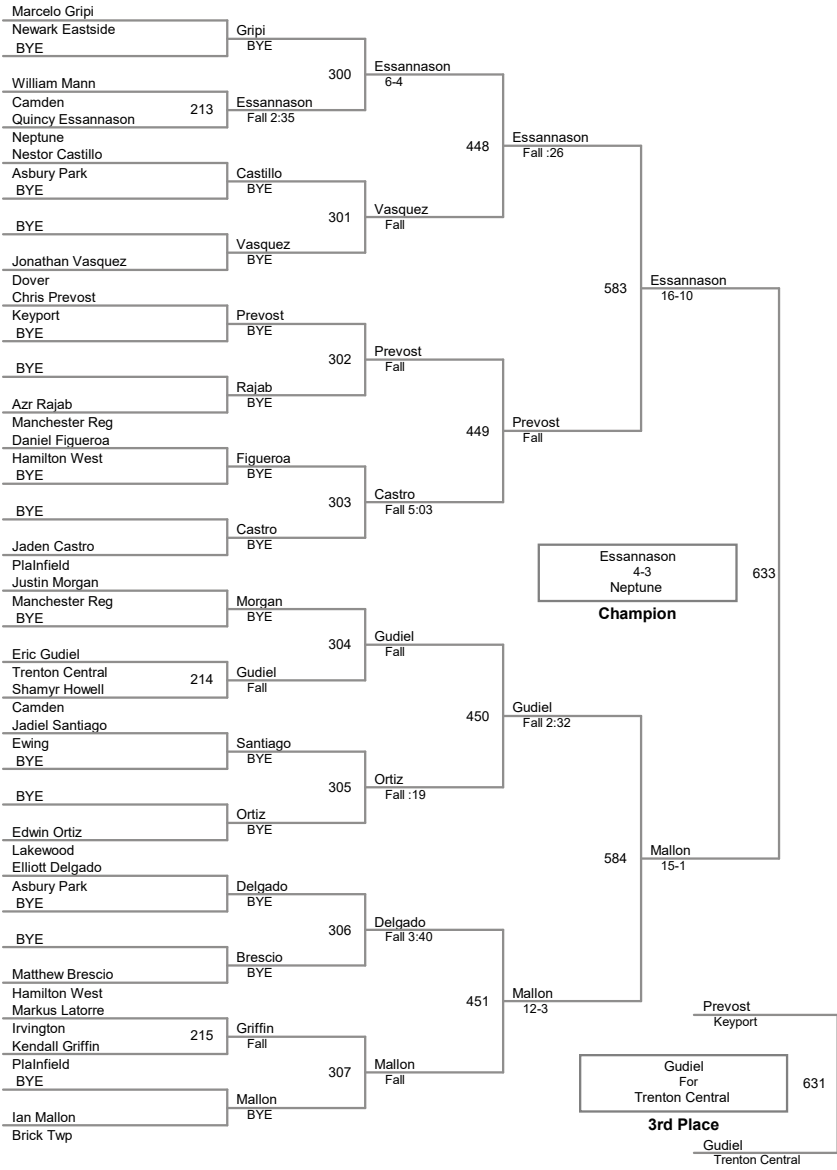 Marcelo Gripi
Newark Eastside
BYE
Gripi
BYE
300
Essannason
6-4
William Mann
Camden
213
Quincy Essannason
Essannason
Fall 2:35
Neptune
Nestor Castillo
448
Essannason
Fall :26
Asbury Park
BYE
Castillo
BYE
301
Vasquez
Fall
BYE
Vasquez
BYE
Jonathan Vasquez
Dover
583
Essannason
16-10
Chris Prevost
Keyport
BYE
Prevost
BYE
302
Prevost
Fall
BYE
Rajab
BYE
Azr Rajab
Manchester Reg
449
Prevost
Fall
Daniel Figueroa
Hamilton West
BYE
Figueroa
BYE
303
Castro
Fall 5:03
BYE
Castro
BYE
Jaden Castro
PlaInfield
Essannason
4-3
Neptune
633
Champion
Justin Morgan
Manchester Reg
BYE
Morgan
BYE
304
Gudiel
Fall
Eric Gudiel
Trenton Central
214
Shamyr Howell
Gudiel
Fall
Camden
Jadiel Santiago
450
Gudiel
Fall 2:32
Ewing
BYE
Santiago
BYE
305
Ortiz
Fall :19
BYE
Ortiz
BYE
Edwin Ortiz
Lakewood
584
Mallon
15-1
Elliott Delgado
Asbury Park
BYE
Delgado
BYE
306
Delgado
Fall 3:40
BYE
Brescio
BYE
Matthew Brescio
Hamilton West
451
Mallon
12-3
Markus Latorre
Irvington
215
Kendall Griffin
Griffin
Fall
PlaInfield
BYE
307
Mallon
Fall
Mallon
BYE
Ian Mallon
Brick Twp
Prevost
Keyport
Gudiel
For
Trenton Central
631
3rd Place
Gudiel
Trenton Central